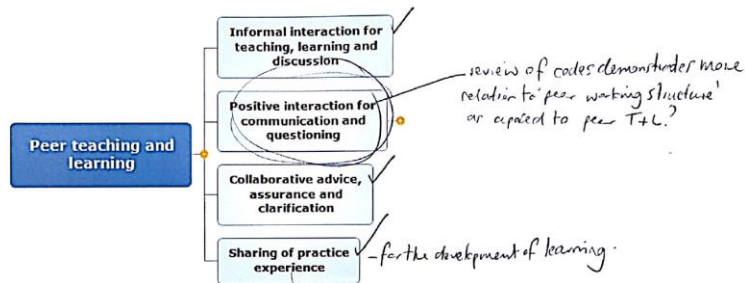 Informal interaction for
teaching, learning and
discussion
Positive interaction for
communication and
questioning
review of codes demonstrates more
relation to 'peer working structure'
as opposed to peer T+L.?
Peer teaching and
learning
Collaborative advice,
assurance and
clarification
Sharing of practice
experience
- for the development of learning.